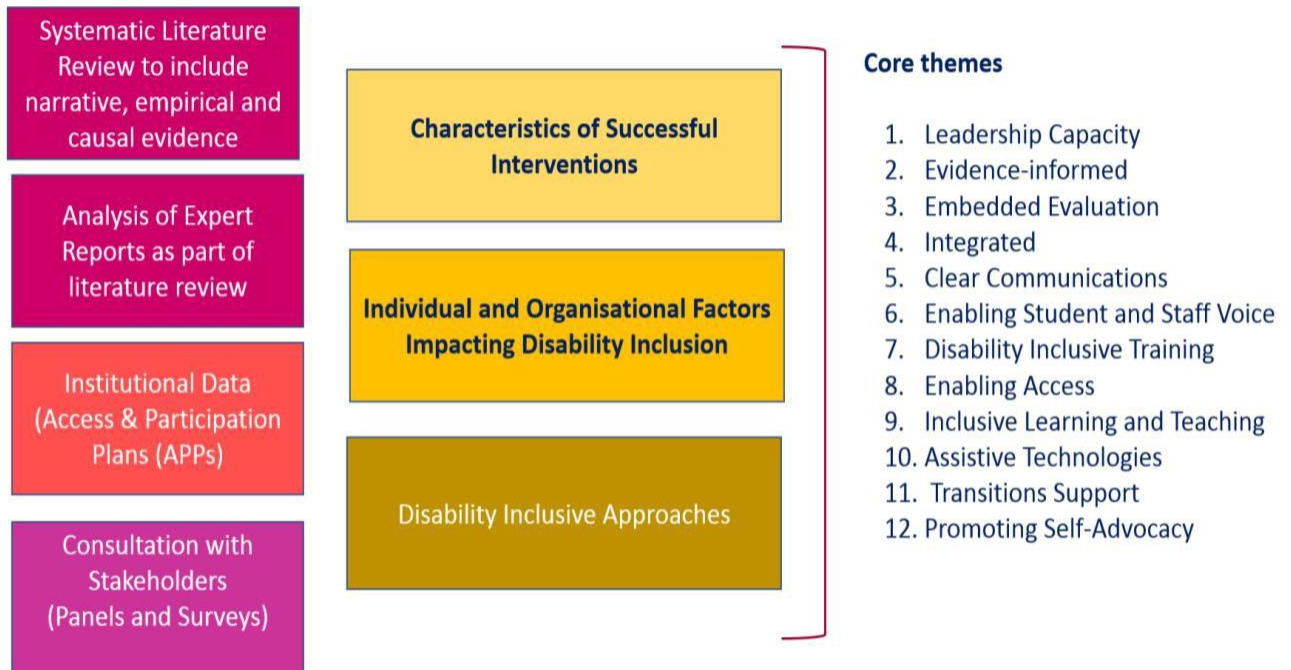 Systematic Literature
Review to include
narrative, empirical and
causal evidence
Analysis of Expert
Reports as part of
literature review
Institutional Data
(Access & Participation
Plans (APPs)
Consultation with
Stakeholders
(Panels and Surveys)
Characteristics of Successful
Interventions
Individual and Organisational Factors
Impacting Disability Inclusion
Disability Inclusive Approaches
Core themes
1. Leadership Capacity
2. Evidence-informed
3. Embedded Evaluation
4. Integrated
5. Clear Communications
6. Enabling Student and Staff Voice
7. Disability Inclusive Training
8. Enabling Access
9. Inclusive Learning and Teaching
10. Assistive Technologies
11. Transitions Support
12. Promoting Self-Advocacy